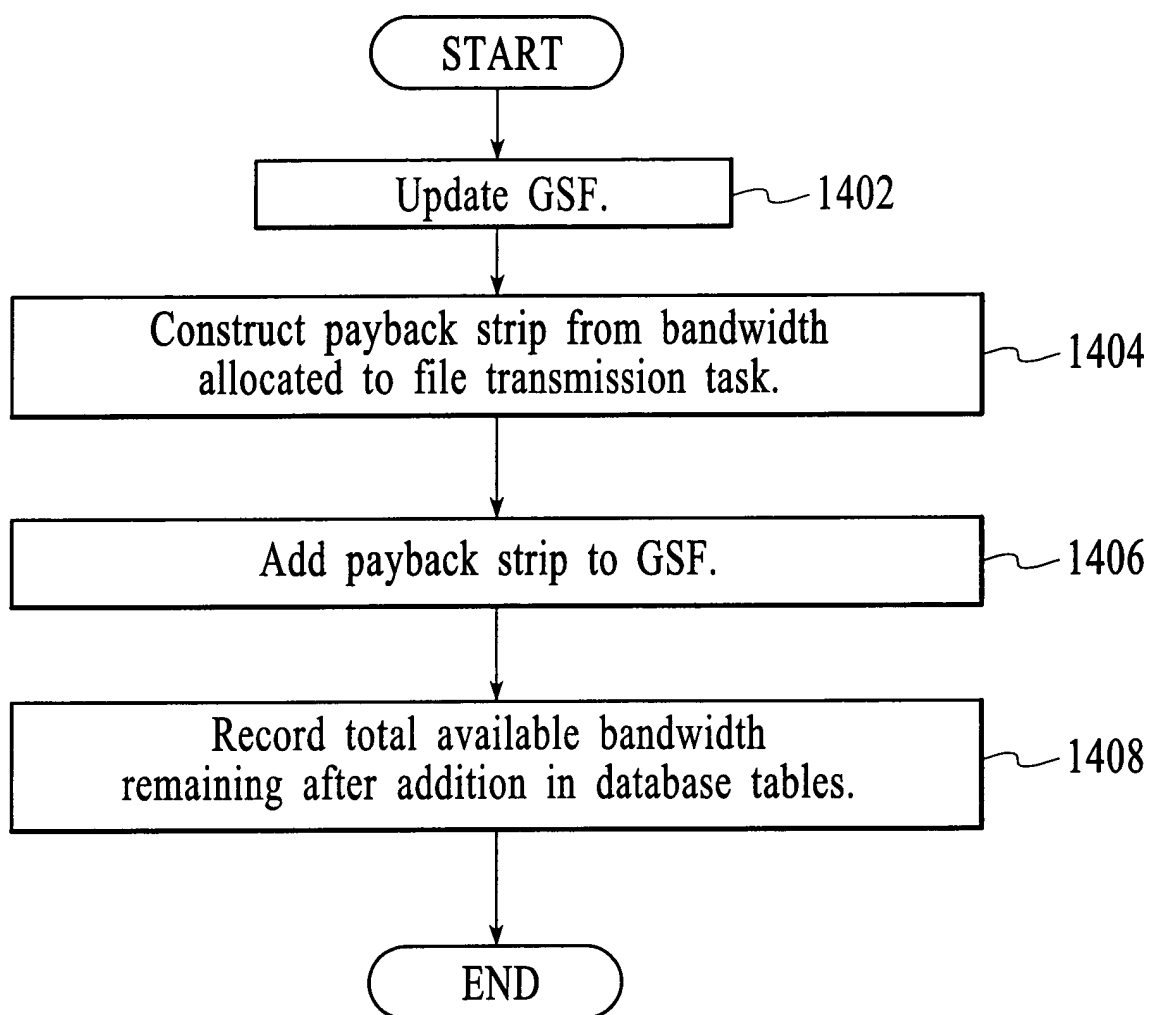 START
Update GSF.
1402
Construct payback strip from bandwidth
allocated to file transmission task.
1404
Add payback strip to GSF.
1406
Record total available bandwidth
remaining after addition in database tables.
1408
END